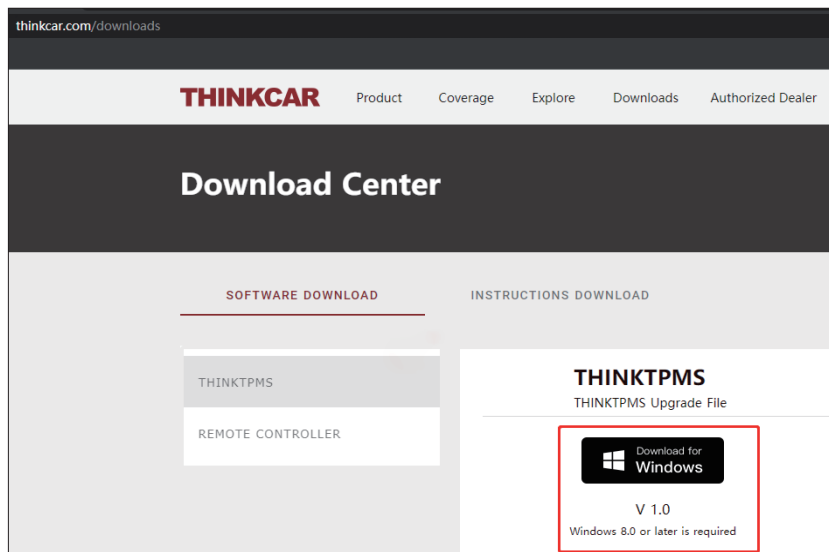 thinkcar.com/downloads
THINKCAR Product Coverage Explore Downloads Authorized Dealer
Download Center
SOFTWARE DOWNLOAD INSTRUCTIONS DOWNLOAD
THINKTPMS
REMOTE CONTROLLER
THINKTPMS
THINKTPMS Upgrade File
Download for
Windows
V 1.0
Windows 8.0 or later is required